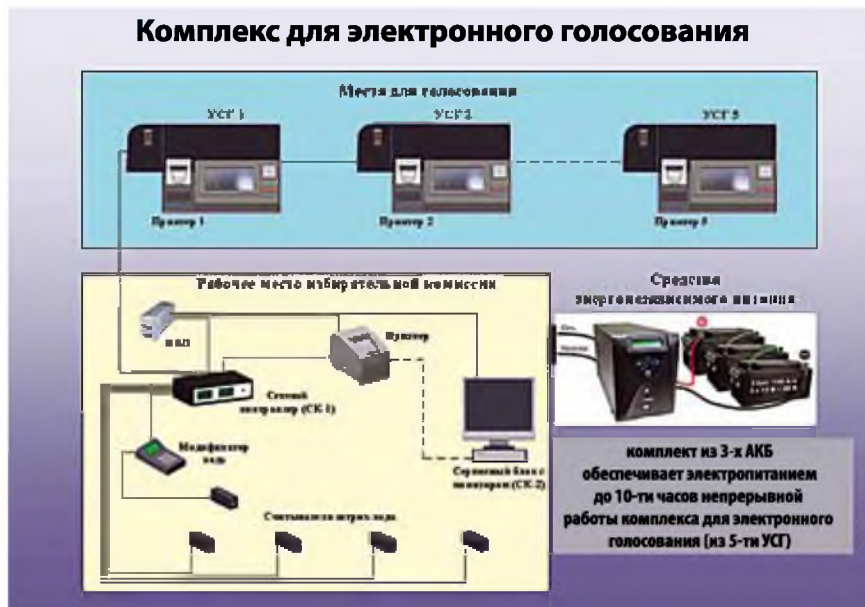 Комплекс для электронного голосования
Места для голосования
УСГ 1
УСГ 2
УСГ 5
Принтер 1
Принтер 2
Принтер 5
Рабочее место избирательной комиссии
Средства
энергонезависимого питания
ИБП
Принтер
Сетевой
контроллер (СК-1)
Модификатор
кода
Серверный блок с
монитором (СК-2)
Считыватели штрих кода
комплект из 3-х АКБ
обеспечивает электропитанием
до 10-ти часов непрерывной
работы комплекса для электронного
голосования (из 5-ти УСГ)